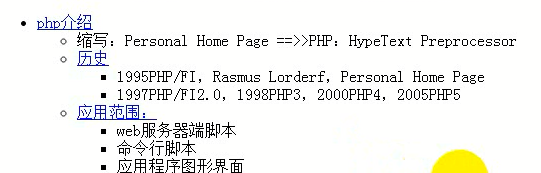 php介绍
缩写：Personal Home Page ==>>PHP：HypeText Preprocessor
历史
1995PHP/FI，Rasmus Lorderf，Personal Home Page
1997PHP/FI2.0，1998PHP3，2000PHP4，2005PHP5
应用范围：
web服务器端脚本
命令行脚本
应用程序图形界面